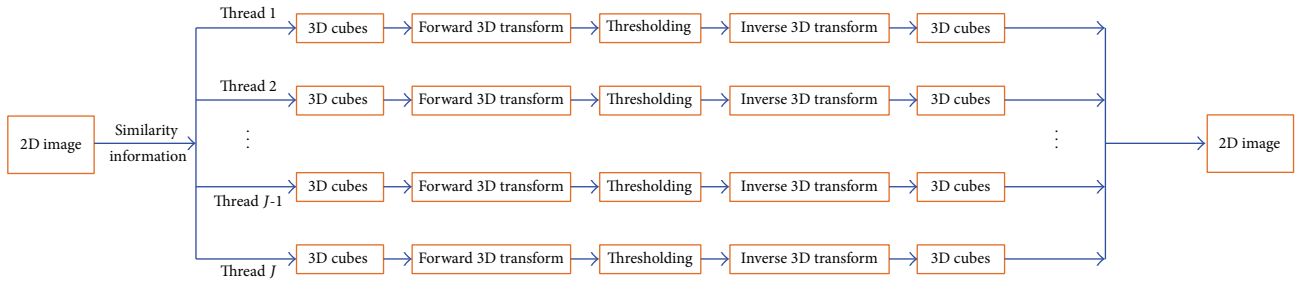 Thread 1
3D cubes
Forward 3D transform
Thresholding
Inverse 3D transform
3D cubes
Thread 2
3D cubes
Forward 3D transform
Thresholding
Inverse 3D transform
3D cubes
2D image
Similarity
information
2D image
Thread J-1
3D cubes
Forward 3D transform
Thresholding
Inverse 3D transform
3D cubes
Thread J
3D cubes
Forward 3D transform
Thresholding
Inverse 3D transform
3D cubes